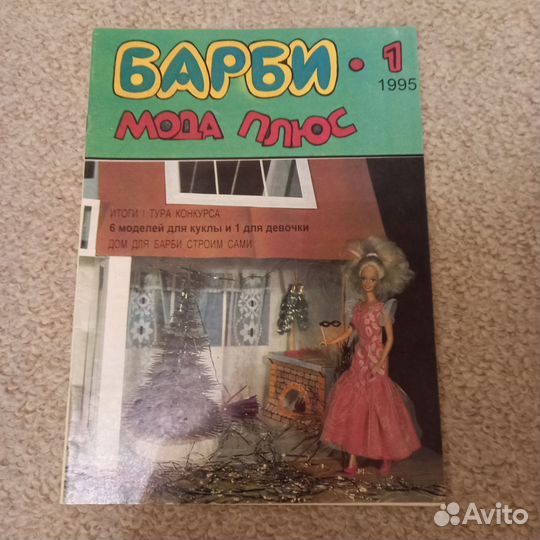 БАРБИ • 1
1995
МОДА ПЛЮС
ИТОГИ I ТУРА КОНКУРСА
6 моделей для куклы и 1 для девочки
ДОМ ДЛЯ БАРБИ СТРОИМ САМИ
Avito